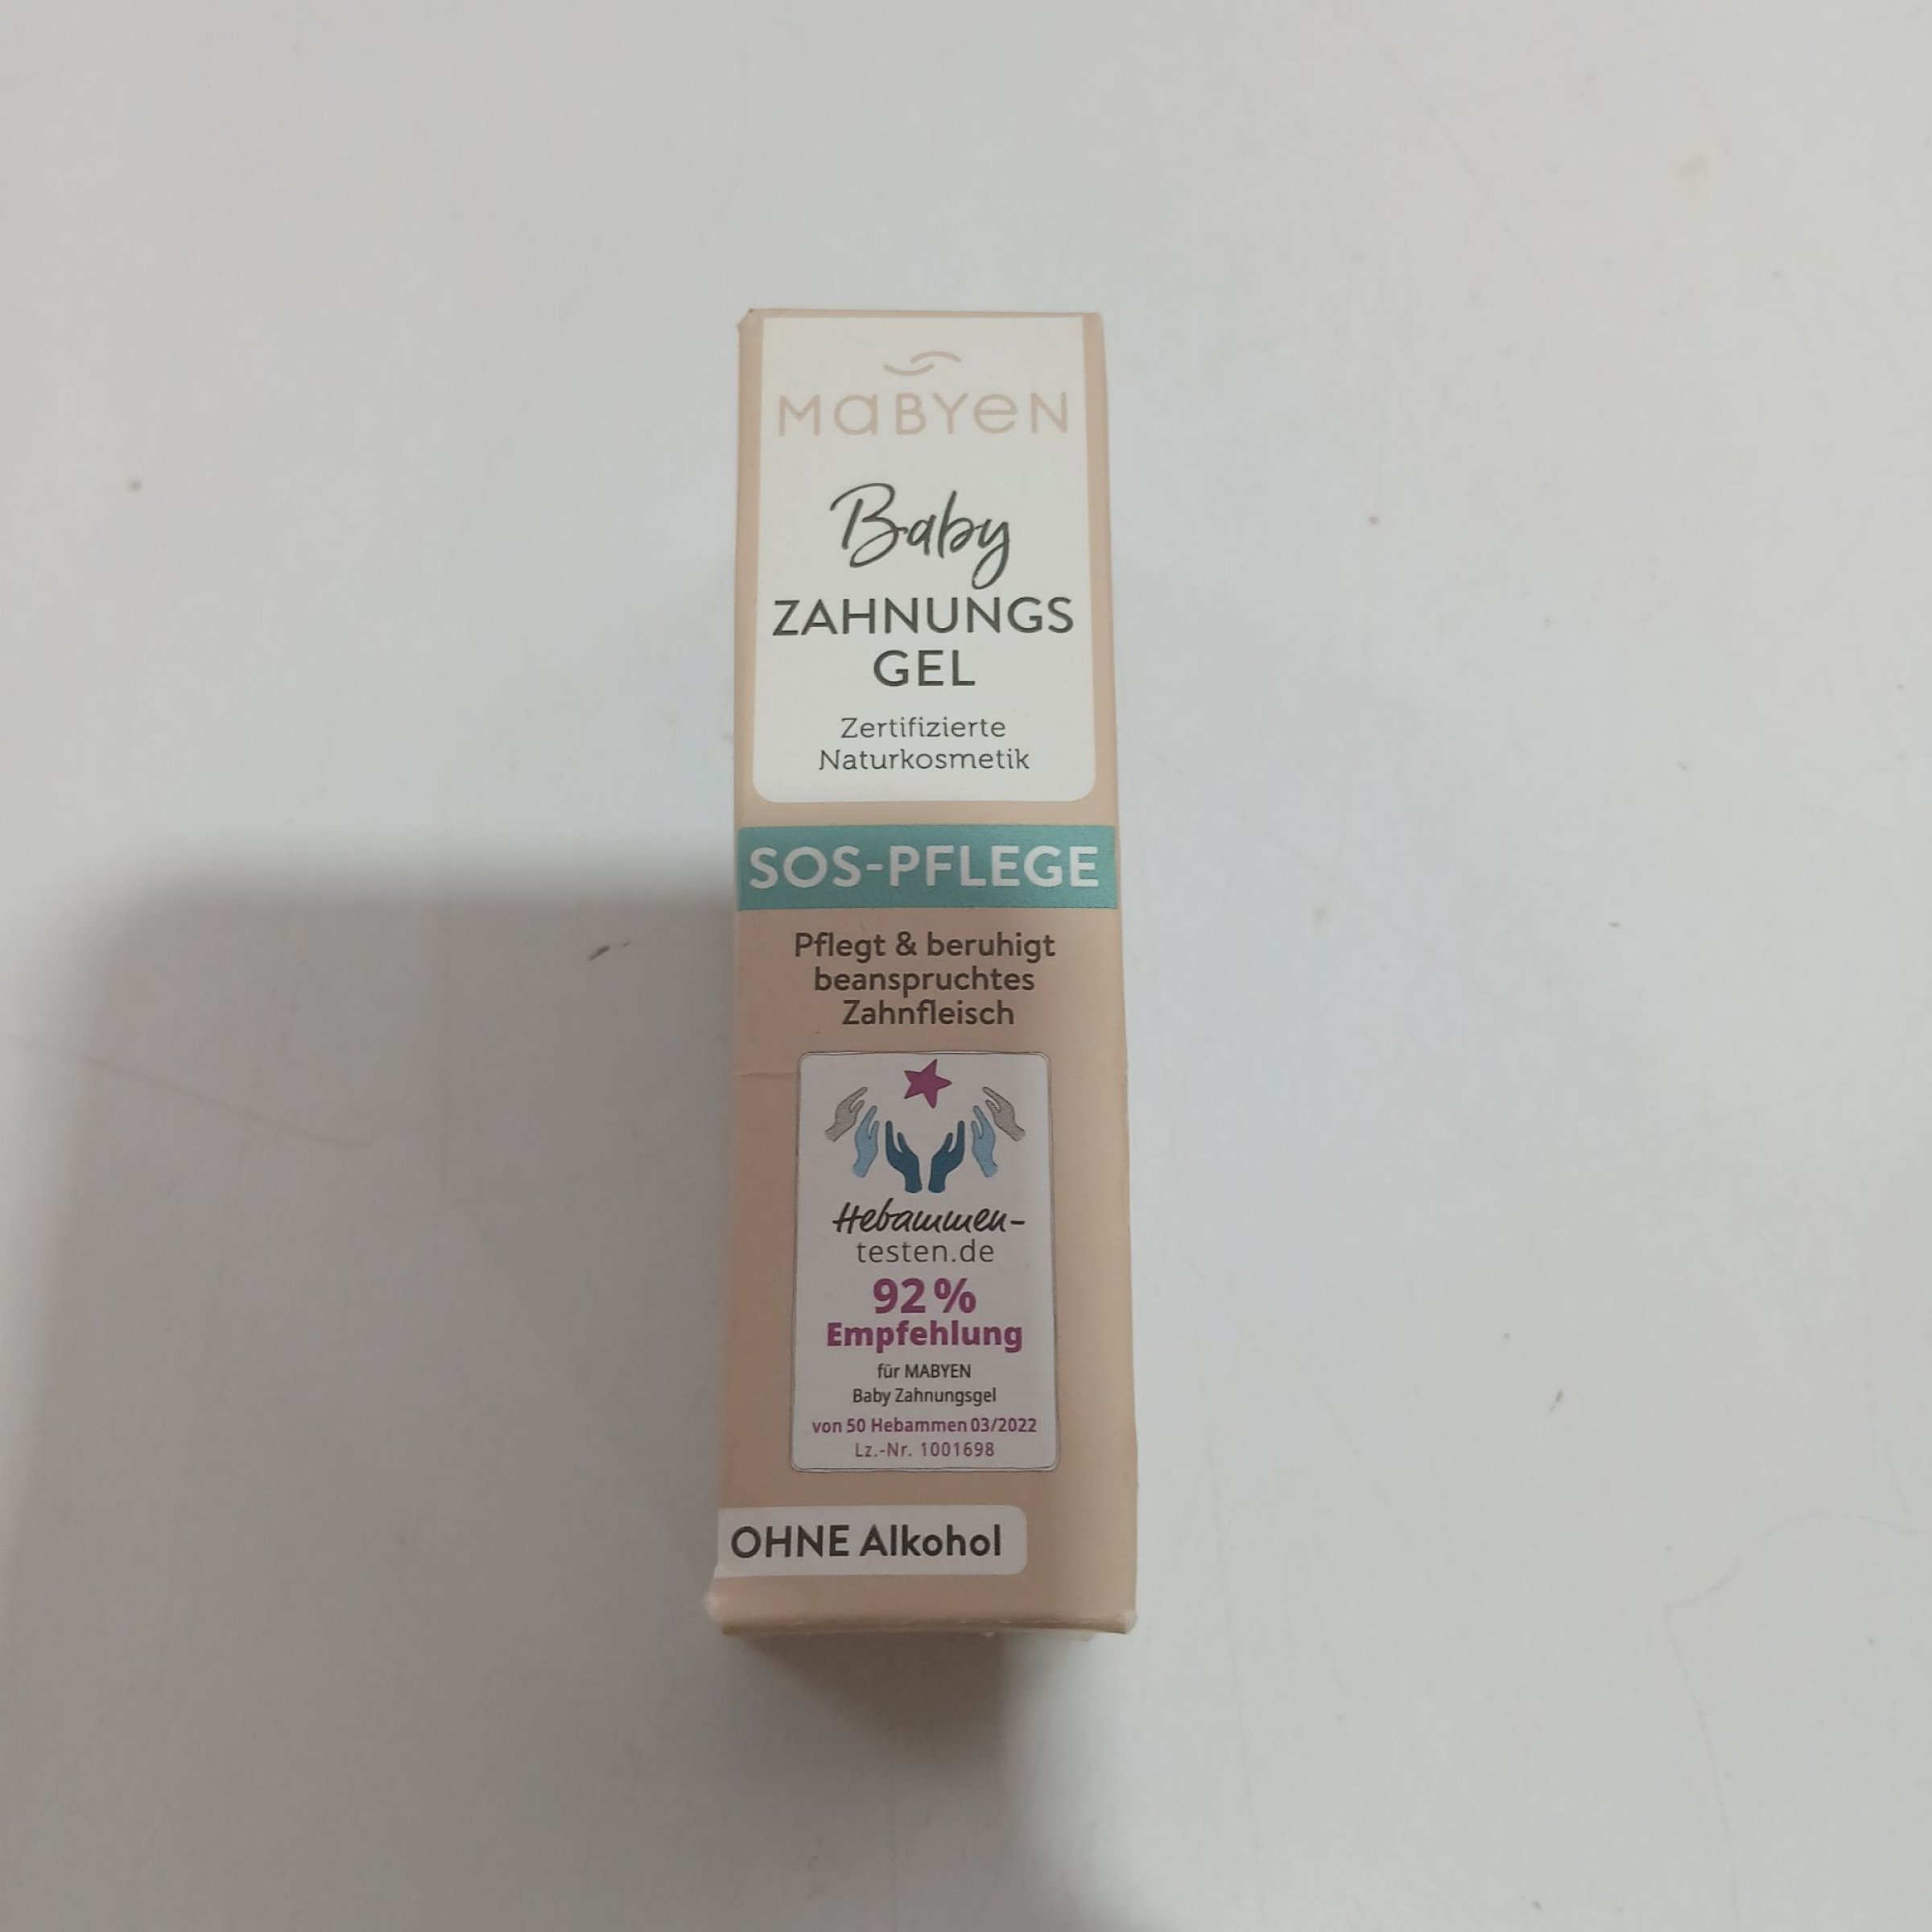 MaBYeN
Baby
ZAHNUNGS
GEL
Zertifizierte
Naturkosmetik
SOS-PFLEGE
Pflegt & beruhigt
beanspruchtes
Zahnfleisch
Hebammen-
testen.de
92 %
Empfehlung
für MABYEN
Baby Zahnungsgel
von 50 Hebammen 03/2022
Lz.-Nr. 1001698
OHNE Alkohol